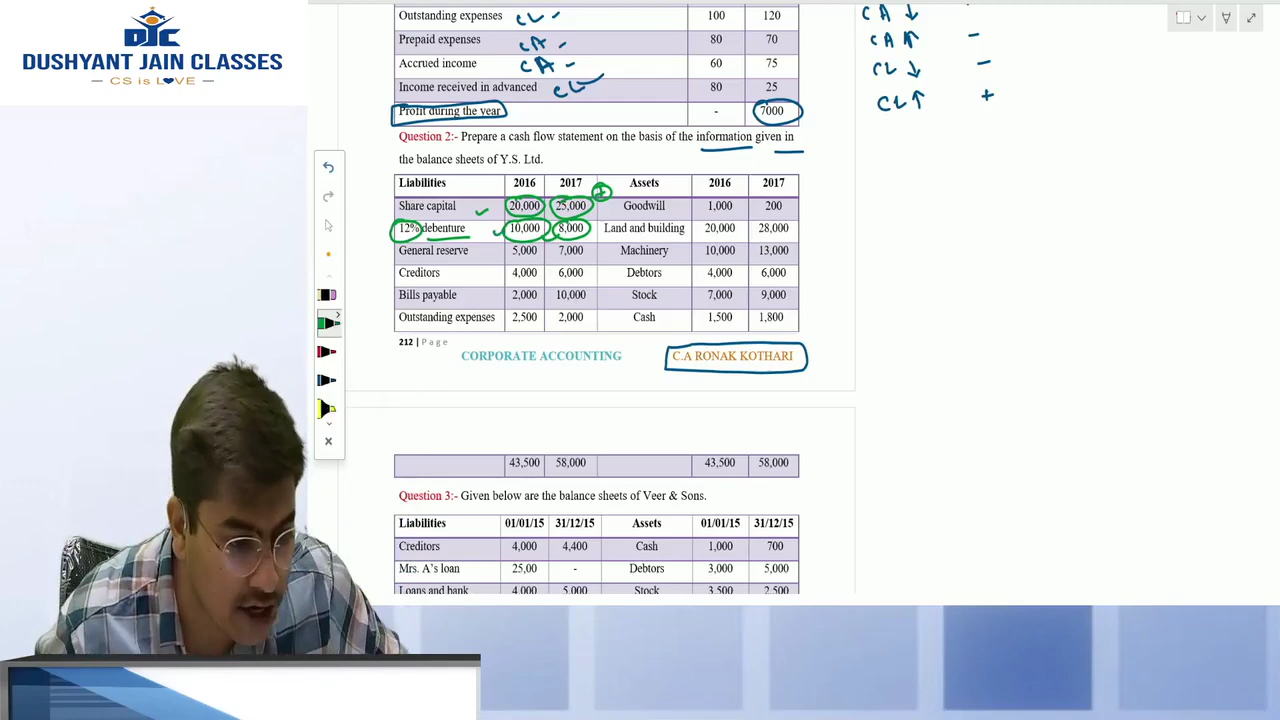 DUSHYANT JAIN CLASSES
CS is L❤VE
Outstanding expenses CL - 100 120
Prepaid expenses CA - 80 70
Accrued income CA - 60 75
Income received in advanced CL 80 25
Profit during the year - 7000
CA ↓
CA ↑ -
CL ↓ -
CL ↑ +
Question 2:- Prepare a cash flow statement on the basis of the information given in
the balance sheets of Y.S. Ltd.
Liabilities 2016 2017 Assets 2016 2017
Share capital 20,000 25,000 + Goodwill 1,000 200
12% debenture 10,000 8,000 Land and building 20,000 28,000
General reserve 5,000 7,000 Machinery 10,000 13,000
Creditors 4,000 6,000 Debtors 4,000 6,000
Bills payable 2,000 10,000 Stock 7,000 9,000
Outstanding expenses 2,500 2,000 Cash 1,500 1,800
212 | Page
CORPORATE ACCOUNTING C.A RONAK KOTHARI
43,500 58,000 43,500 58,000
Question 3:- Given below are the balance sheets of Veer & Sons.
Liabilities 01/01/15 31/12/15 Assets 01/01/15 31/12/15
Creditors 4,000 4,400 Cash 1,000 700
Mrs. A's loan 25,00 - Debtors 3,000 5,000
Loans and bank 4,000 5,000 Stock 3,500 2,500